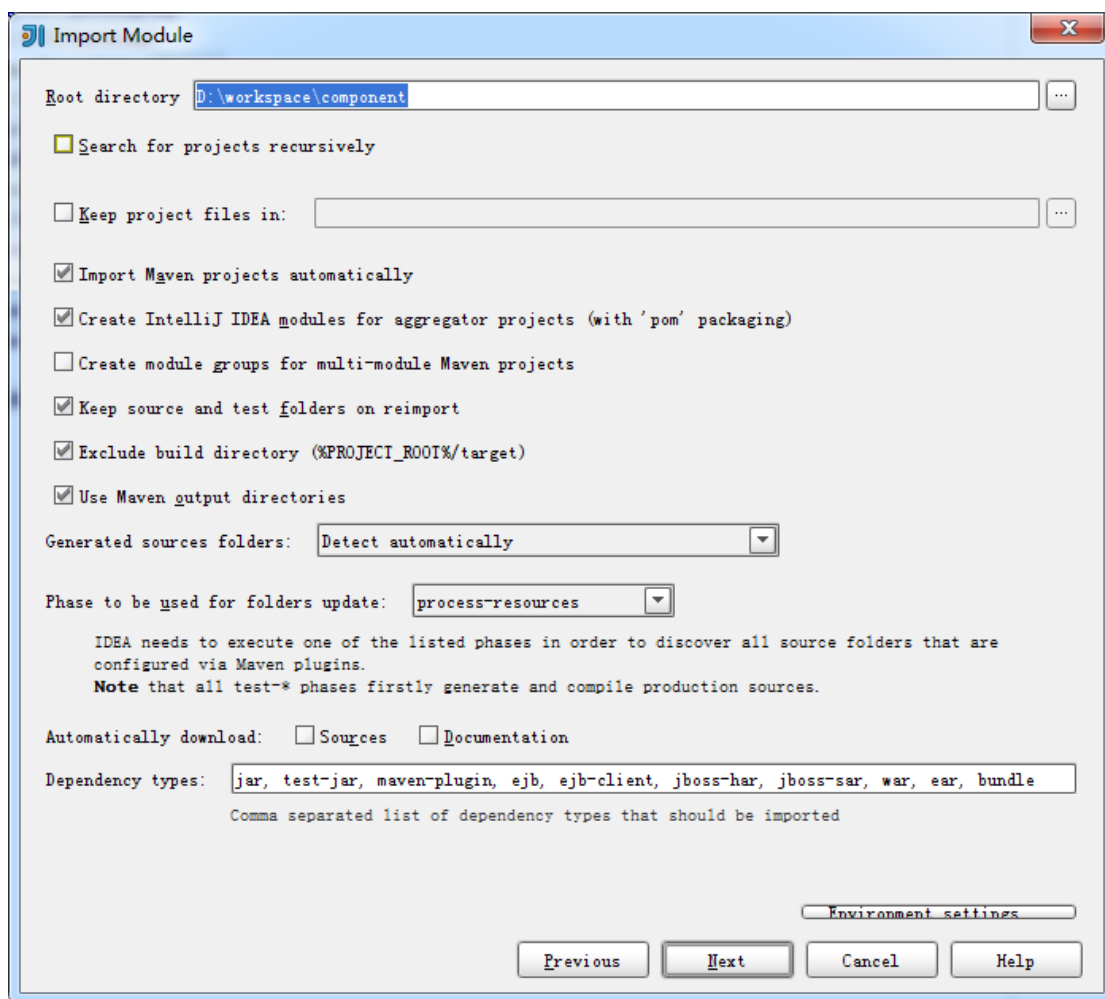 Import Module
Root directory D:\workspace\component ...
Search for projects recursively
Keep project files in: ...
Import Maven projects automatically
Create IntelliJ IDEA modules for aggregator projects (with 'pom' packaging)
Create module groups for multi-module Maven projects
Keep source and test folders on reimport
Exclude build directory (%PROJECT_ROOT%/target)
Use Maven output directories
Generated sources folders: Detect automatically
Phase to be used for folders update: process-resources
IDEA needs to execute one of the listed phases in order to discover all source folders that are
configured via Maven plugins.
Note that all test-* phases firstly generate and compile production sources.
Automatically download: Sources Documentation
Dependency types: jar, test-jar, maven-plugin, ejb, ejb-client, jboss-har, jboss-sar, war, ear, bundle
Comma separated list of dependency types that should be imported
Environment settings
Previous Next Cancel Help